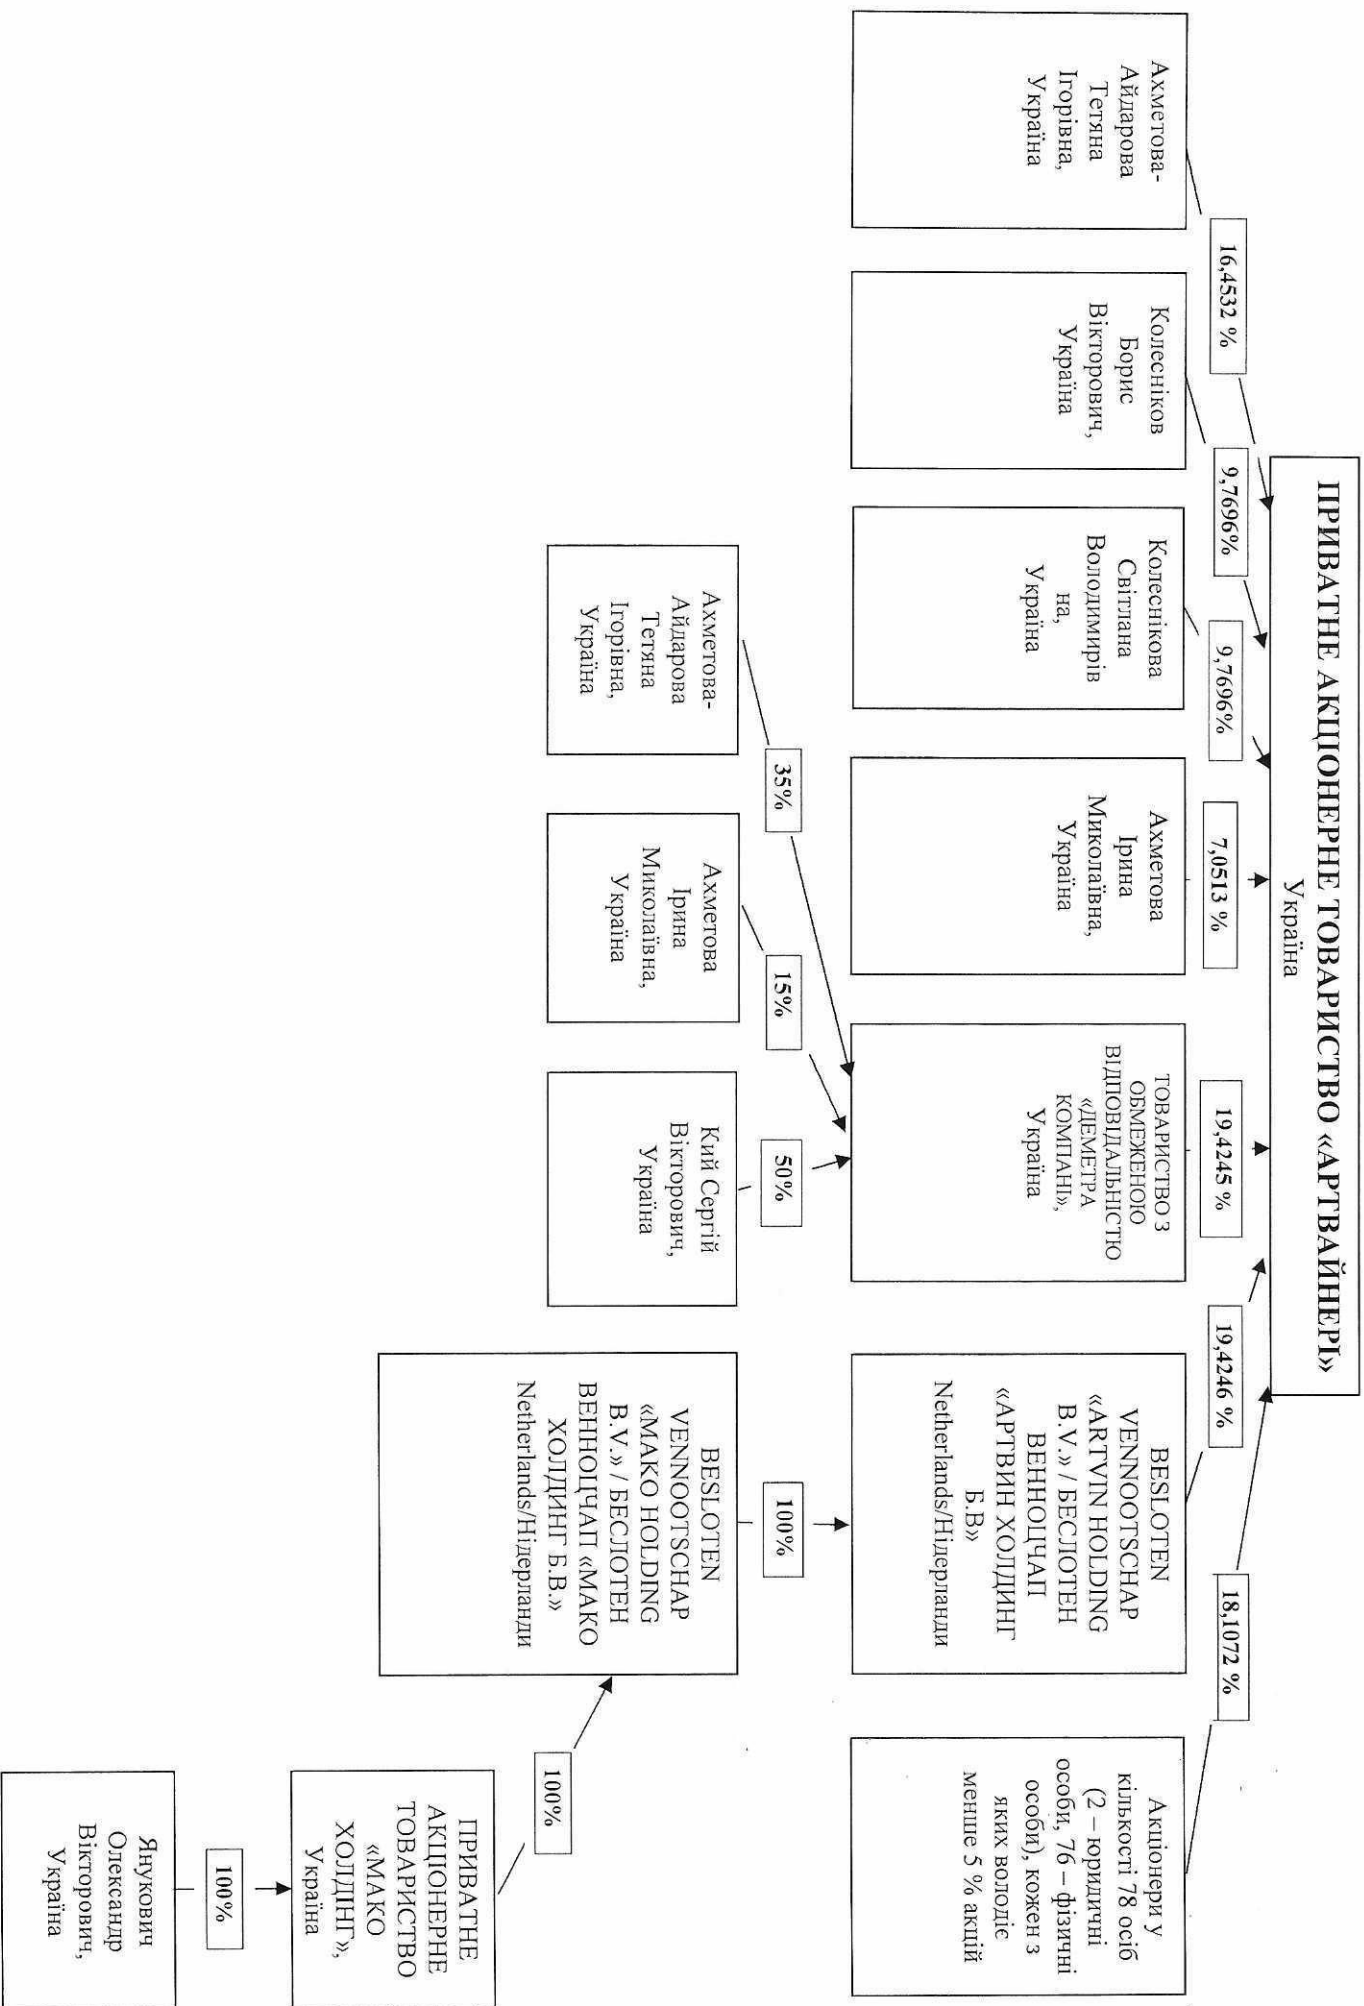 ПРИВАТНЕ АКЦІОНЕРНЕ ТОВАРИСТВО «АРТВАЙНЕРІ»
Україна
16,4532 %
9,7696%
9,7696%
7,0513 %
19,4245 %
19,4246 %
18,1072 %
Ахметова-
Айдарова
Тетяна
Ігорівна,
Україна
Колесніков
Борис
Вікторович,
Україна
Колеснікова
Світлана
Володимирів
на,
Україна
Ахметова
Ірина
Миколаївна,
Україна
ТОВАРИСТВО З
ОБМЕЖЕНОЮ
ВІДПОВІДАЛЬНІСТЮ
«ДЕМЕТРА
КОМПАНІ»,
Україна
BESLOTEN
VENNOOTSCHAP
«ARTVIN HOLDING
B.V.» / БЕСЛОТЕН
ВЕННОЦЧАП
«АРТВИН ХОЛДИНГ
Б.В»
Netherlands/Нідерланди
Акціонери у
кількості 78 осіб
(2 – юридичні
особи, 76 – фізичні
особи), кожен з
яких володіє
менше 5 % акцій
35%
15%
50%
100%
Ахметова-
Айдарова
Тетяна
Ігорівна,
Україна
Ахметова
Ірина
Миколаївна,
Україна
Кий Сергій
Вікторович,
Україна
BESLOTEN
VENNOOTSCHAP
«MAKO HOLDING
B.V.» / БЕСЛОТЕН
ВЕННОЦЧАП «МАКО
ХОЛДИНГ Б.В.»
Netherlands/Нідерланди
100%
ПРИВАТНЕ
АКЦІОНЕРНЕ
ТОВАРИСТВО
«МАКО
ХОЛДІНГ»,
Україна
100%
Янукович
Олександр
Вікторович,
Україна